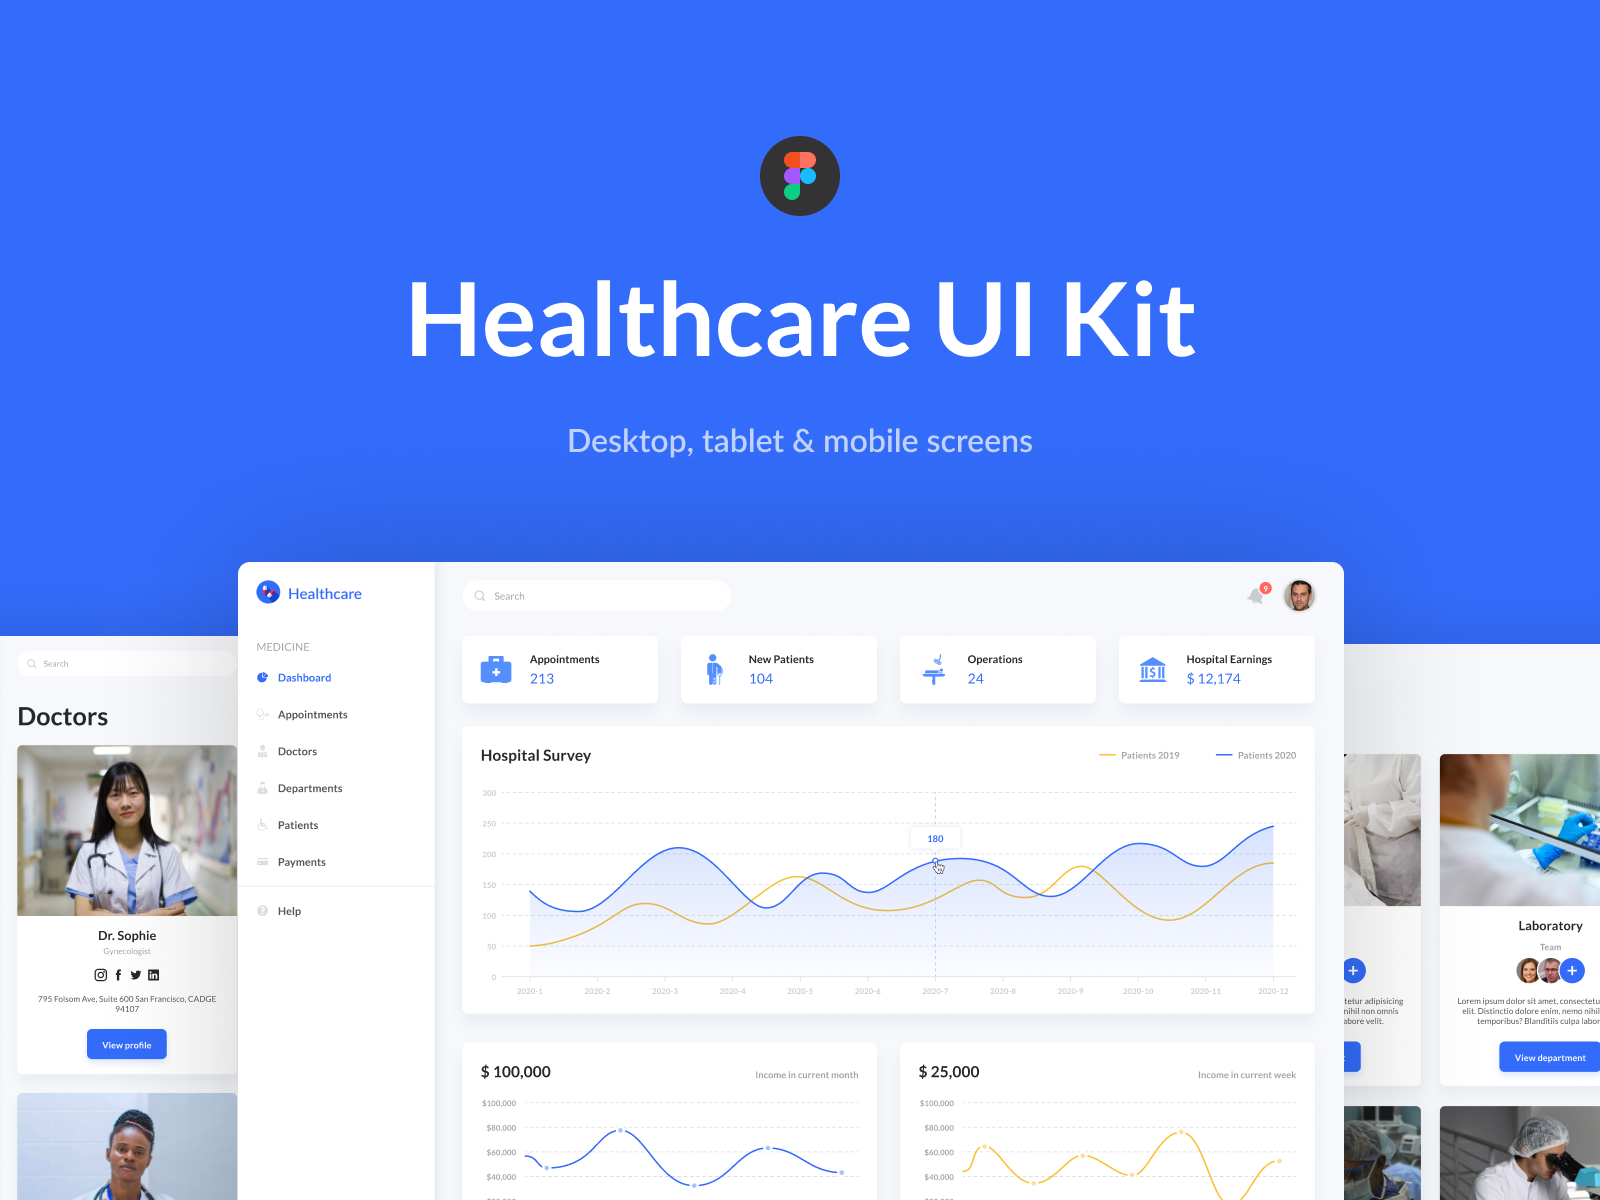 Healthcare UI Kit
Desktop, tablet & mobile screens
Search
Doctors
Dr. Sophie
Gynecologist
795 Folsom Ave, Suite 600 San Francisco, CADGE
94107
View profile
Healthcare
MEDICINE
Dashboard
Appointments
Doctors
Departments
Patients
Payments
Help
Search
9
Appointments
213
New Patients
104
Operations
24
Hospital Earnings
$ 12,174
Hospital Survey
Patients 2019
Patients 2020
300
250
200
150
100
50
0
180
2020-1
2020-2
2020-3
2020-4
2020-5
2020-6
2020-7
2020-8
2020-9
2020-10
2020-11
2020-12
$ 100,000
Income in current month
$100,000
$80,000
$60,000
$40,000
$ 25,000
Income in current week
$100,000
$80,000
$60,000
$40,000
adipisicing
nihil non omnis
velit.
Laboratory
Team
Lorem ipsum dolor sit amet,
elit. Distinctio dolore enim, nemo
temporibus? Blanditiis culpa
View department